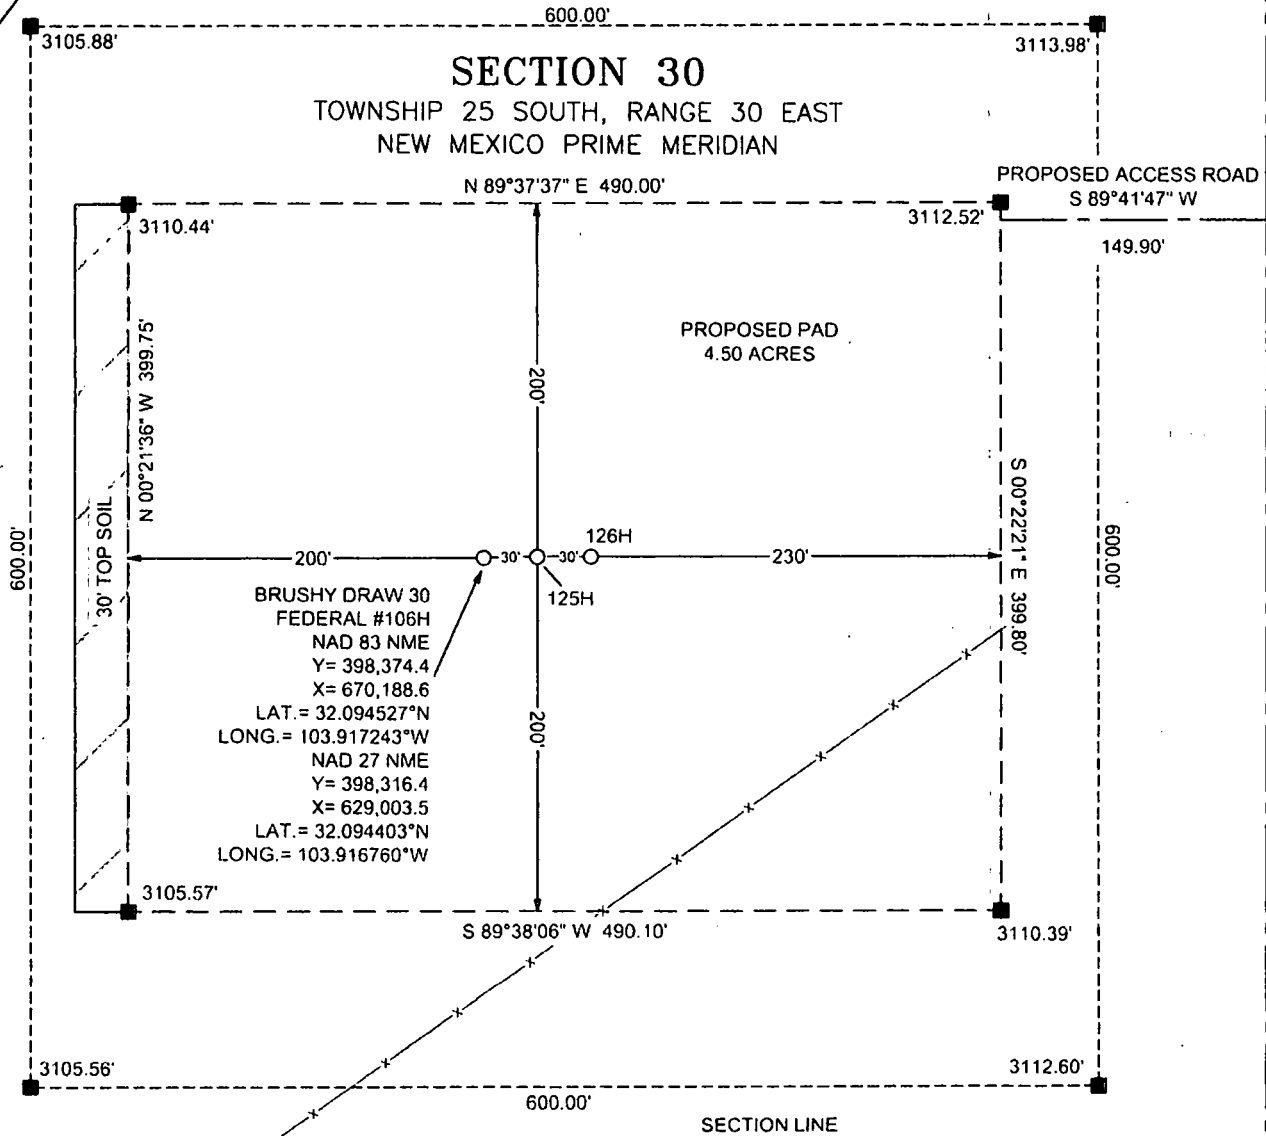 600.00'
3105.88'
3113.98'
SECTION 30
TOWNSHIP 25 SOUTH, RANGE 30 EAST
NEW MEXICO PRIME MERIDIAN
PROPOSED ACCESS ROAD
S 89°41'47" W
149.90'
N 89°37'37" E 490.00'
3110.44'
3112.52'
N 00°21'36" W 399.75'
PROPOSED PAD
4.50 ACRES
200'
S 00°22'21" E 399.80'
600.00'
600.00'
30' TOP SOIL
200'
30'
30'
126H
230'
125H
BRUSHY DRAW 30
FEDERAL #106H
NAD 83 NME
Y= 398,374.4
X= 670,188.6
LAT.= 32.094527°N
LONG.= 103.917243°W
NAD 27 NME
Y= 398,316.4
X= 629,003.5
LAT.= 32.094403°N
LONG.= 103.916760°W
200'
3105.57'
S 89°38'06" W 490.10'
3110.39'
3105.56'
3112.60'
600.00'
SECTION LINE